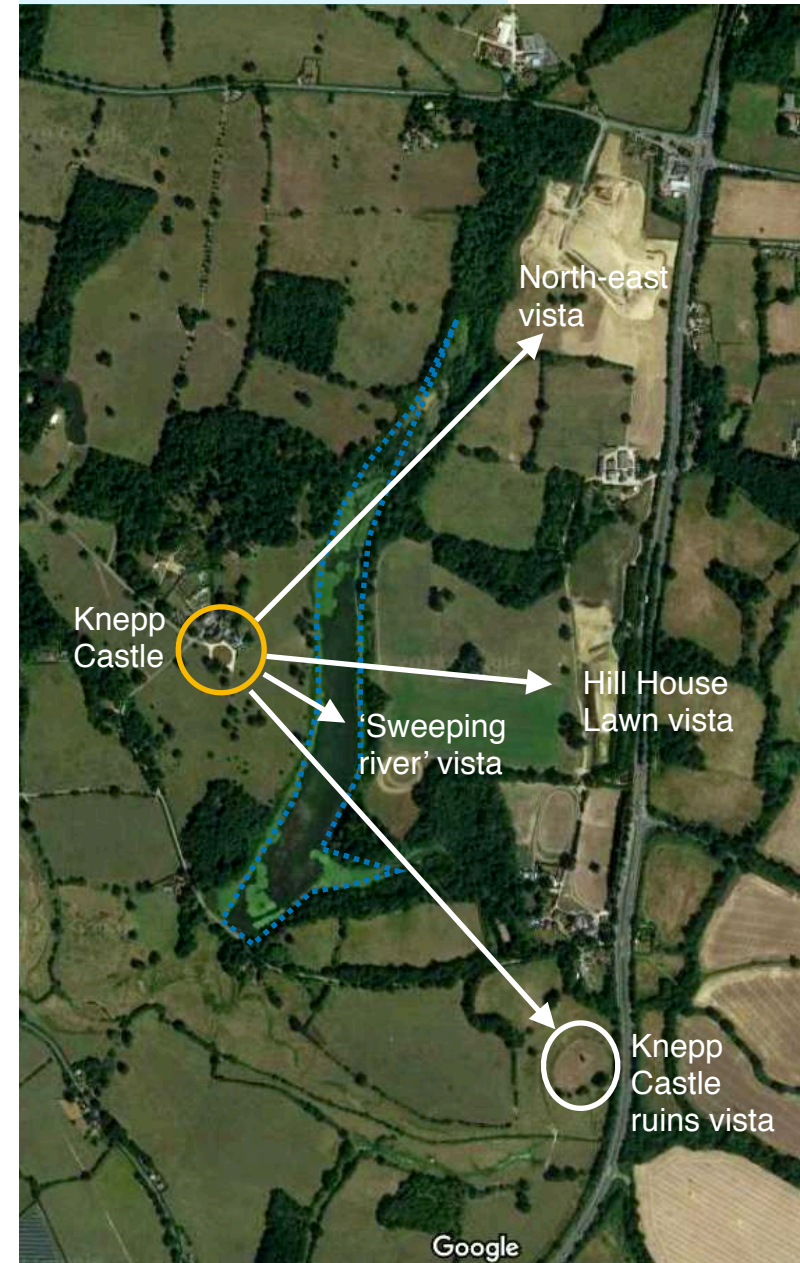 North-east
vista
Knepp
Castle
Hill House
Lawn vista
‘Sweeping
river’ vista
Knepp
Castle
ruins vista
Google